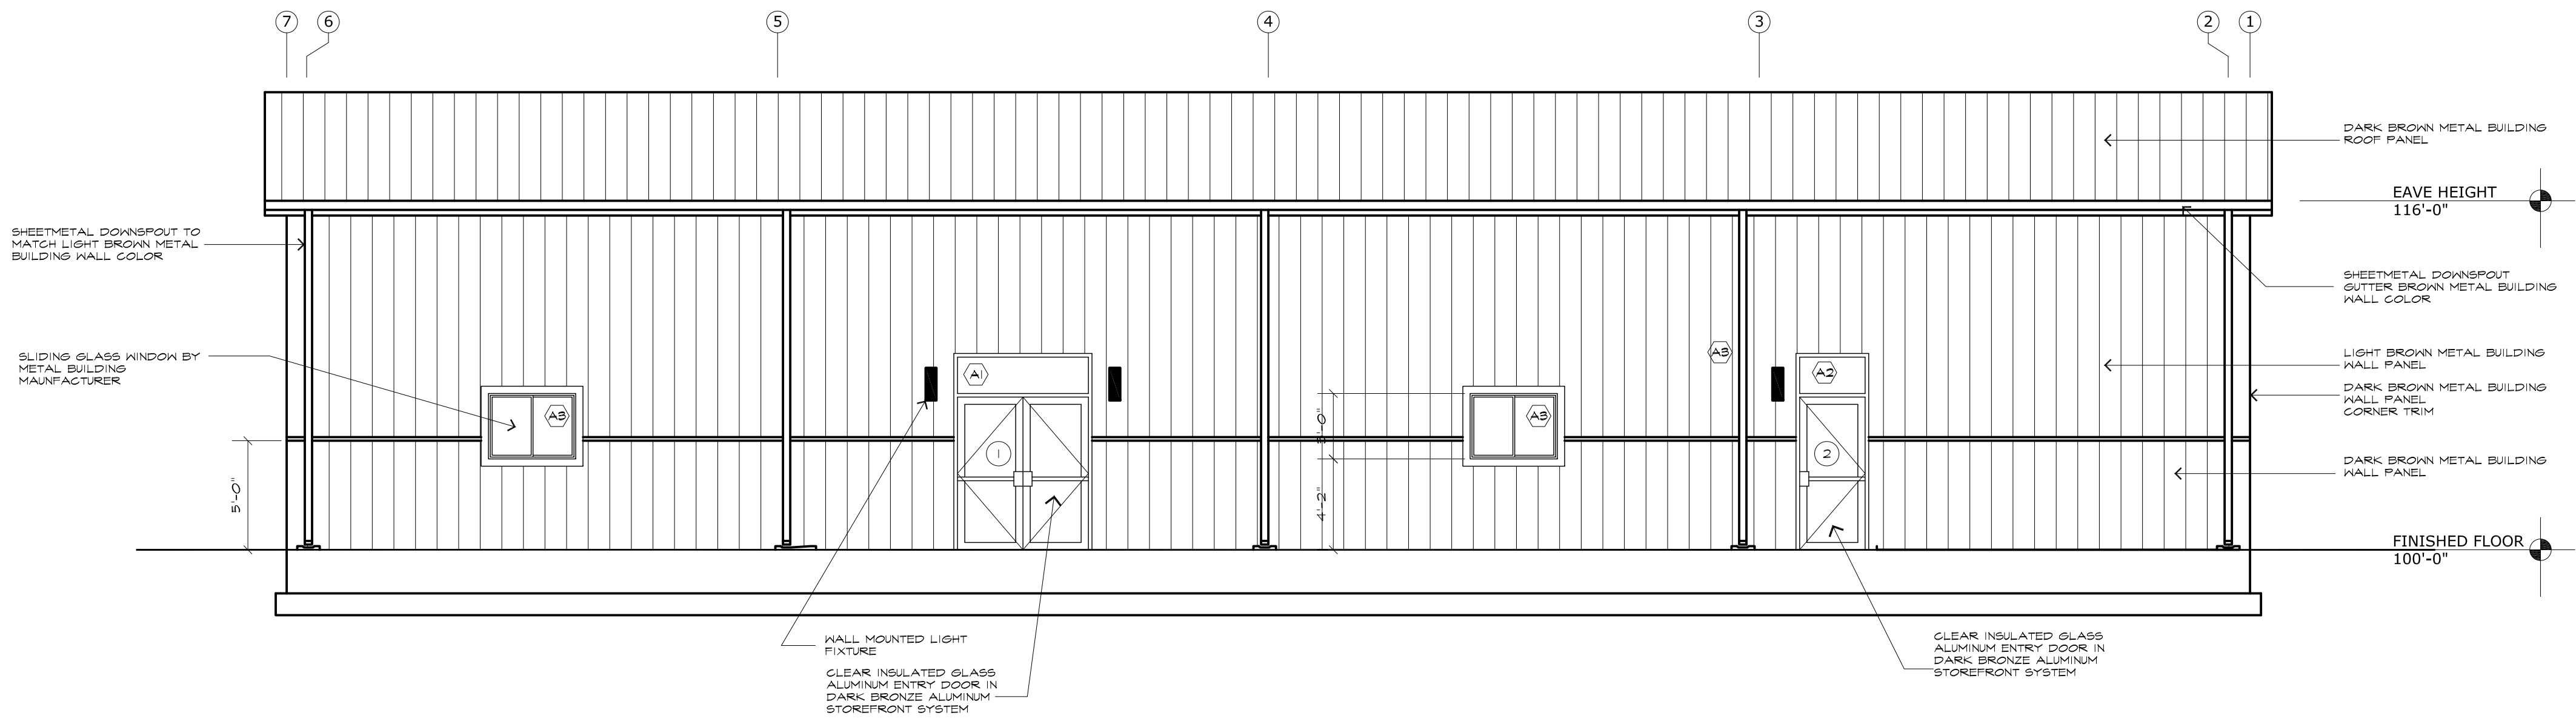 7
6
5
4
3
2
1
DARK BROWN METAL BUILDING
ROOF PANEL
EAVE HEIGHT
116'-0"
SHEETMETAL DOWNSPOUT TO
MATCH LIGHT BROWN METAL
BUILDING WALL COLOR
SHEETMETAL DOWNSPOUT
GUTTER BROWN METAL BUILDING
WALL COLOR
SLIDING GLASS WINDOW BY
METAL BUILDING
MAUNFACTURER
A3
A1
A3
A3
A2
LIGHT BROWN METAL BUILDING
WALL PANEL
DARK BROWN METAL BUILDING
WALL PANEL
CORNER TRIM
5'-0"
1
3'-0"
4'-2"
2
DARK BROWN METAL BUILDING
WALL PANEL
FINISHED FLOOR
100'-0"
WALL MOUNTED LIGHT
FIXTURE
CLEAR INSULATED GLASS
ALUMINUM ENTRY DOOR IN
DARK BRONZE ALUMINUM
STOREFRONT SYSTEM
CLEAR INSULATED GLASS
ALUMINUM ENTRY DOOR IN
DARK BRONZE ALUMINUM
STOREFRONT SYSTEM